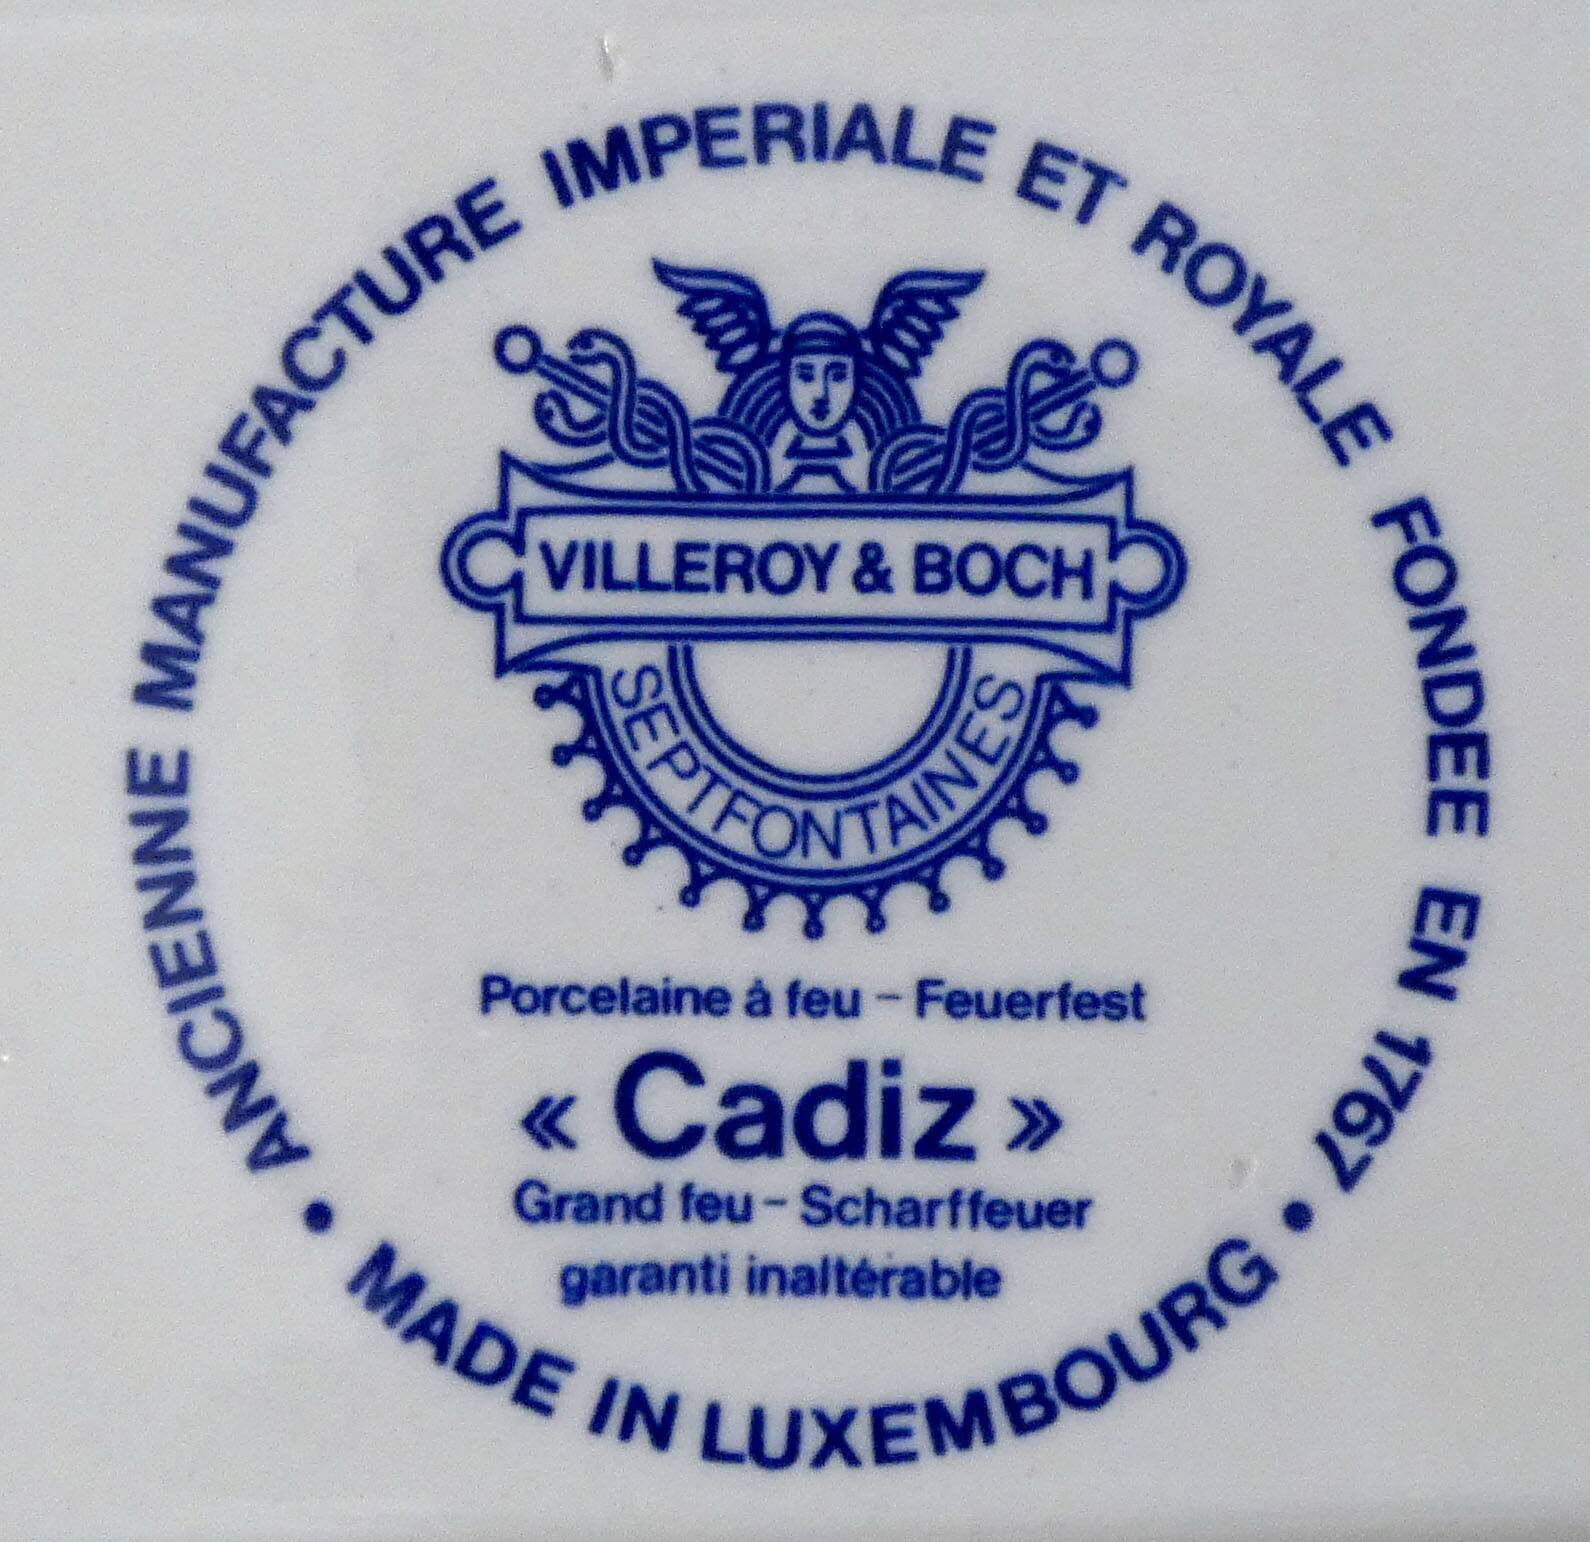 ANCIENNE MANUFACTURE IMPERIALE ET ROYALE FONDEE EN 1767
VILLEROY & BOCH
SEPTFONTAINES
Porcelaine à feu – Feuerfest
« Cadiz »
Grand feu – Scharffeuer
garanti inaltérable
• MADE IN LUXEMBOURG •